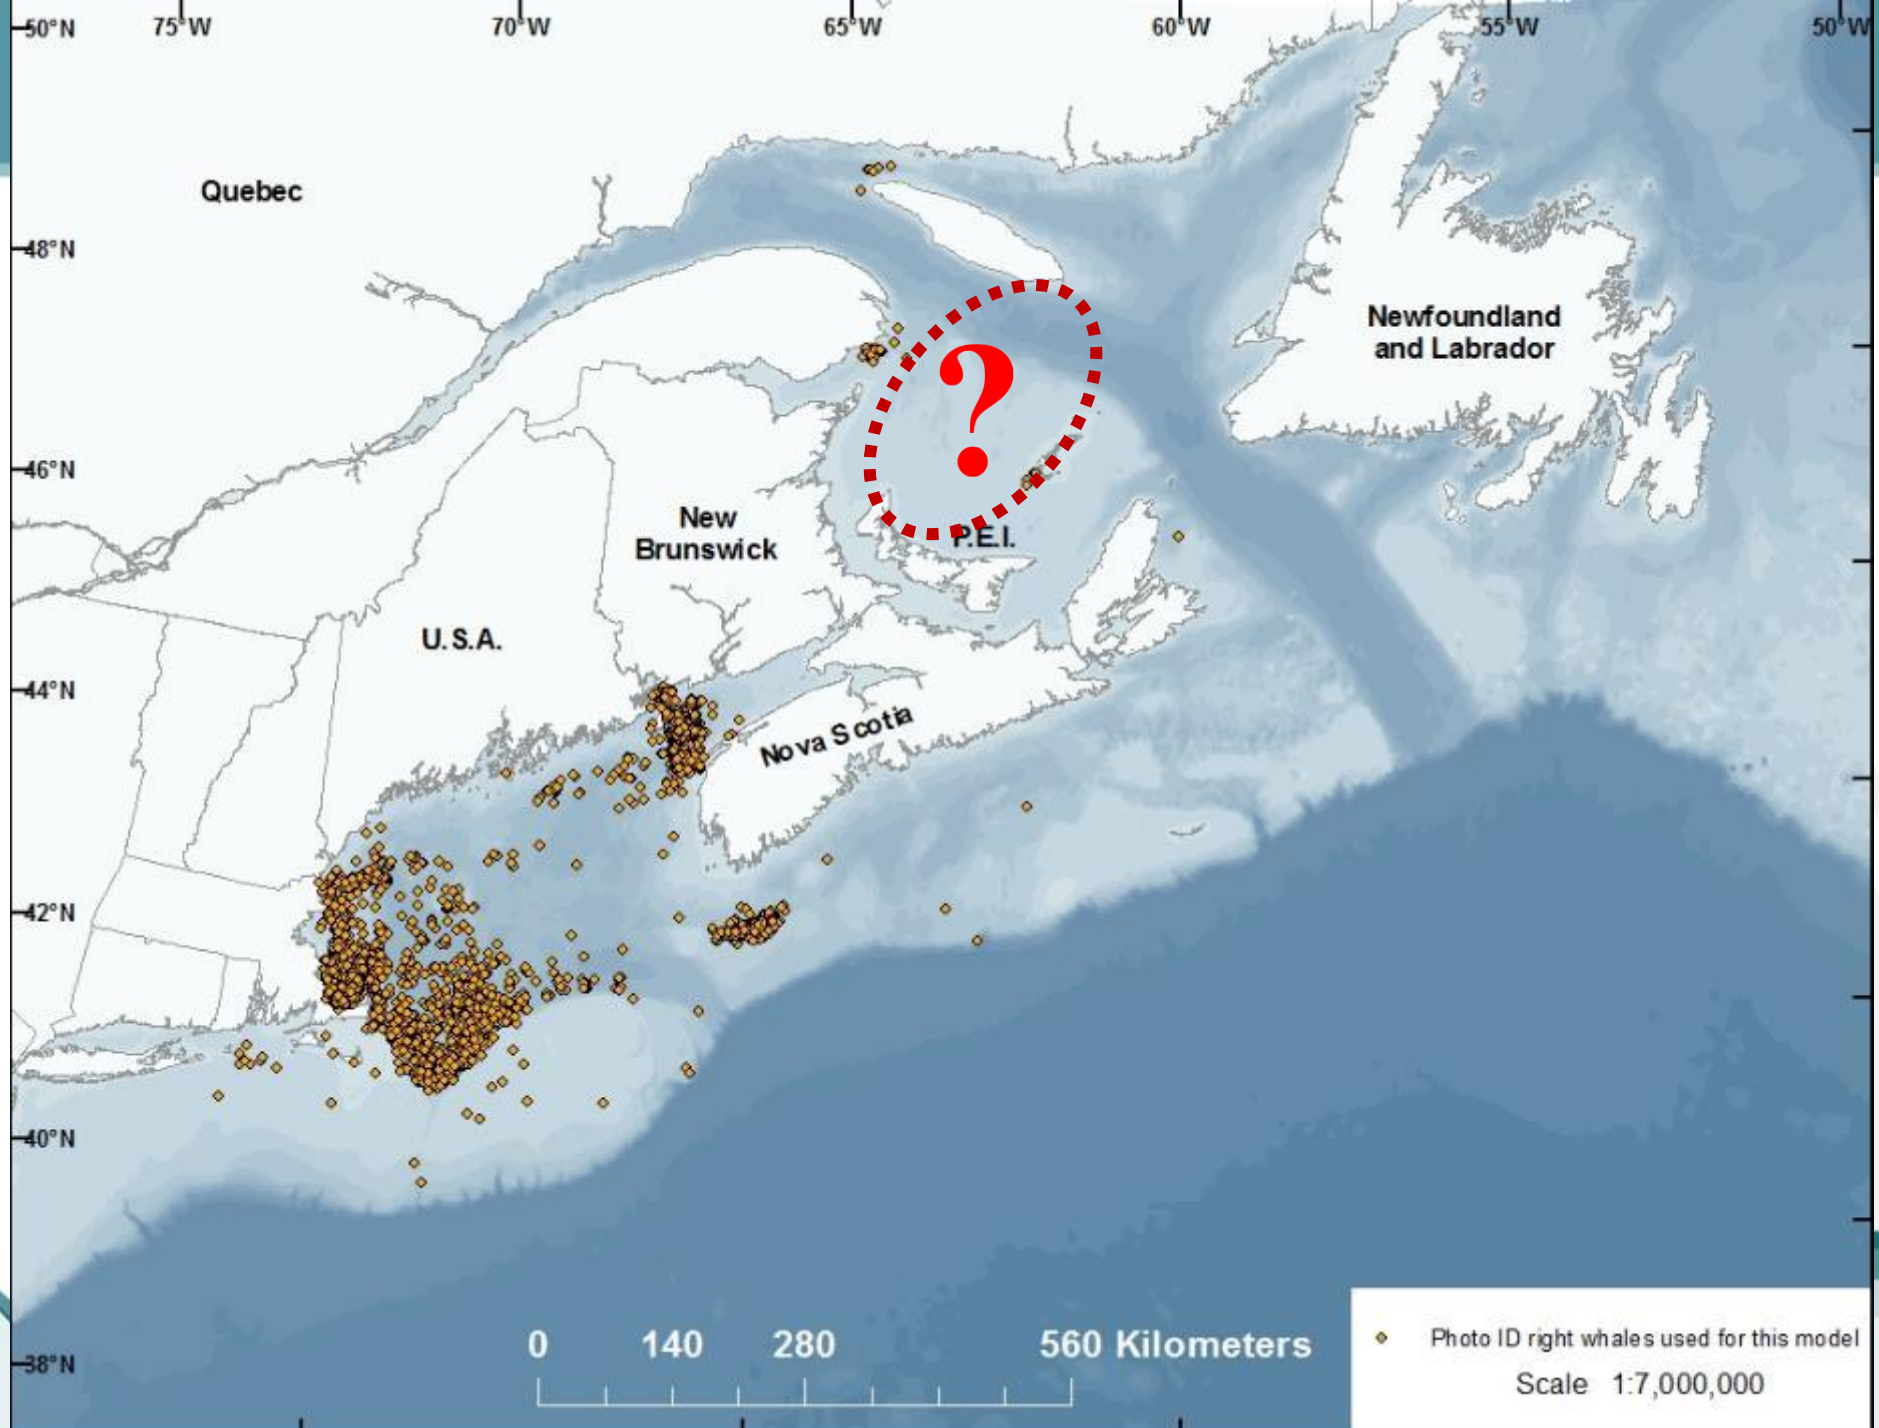 75°W 70°W 65°W 60°W 55°W 50°W
50°N
Quebec
48°N
Newfoundland
and Labrador
?
46°N
New
Brunswick
P.E.I.
U.S.A.
44°N
Nova Scotia
42°N
40°N
0 140 280 560 Kilometers
Photo ID right whales used for this model
38°N
Scale 1:7,000,000